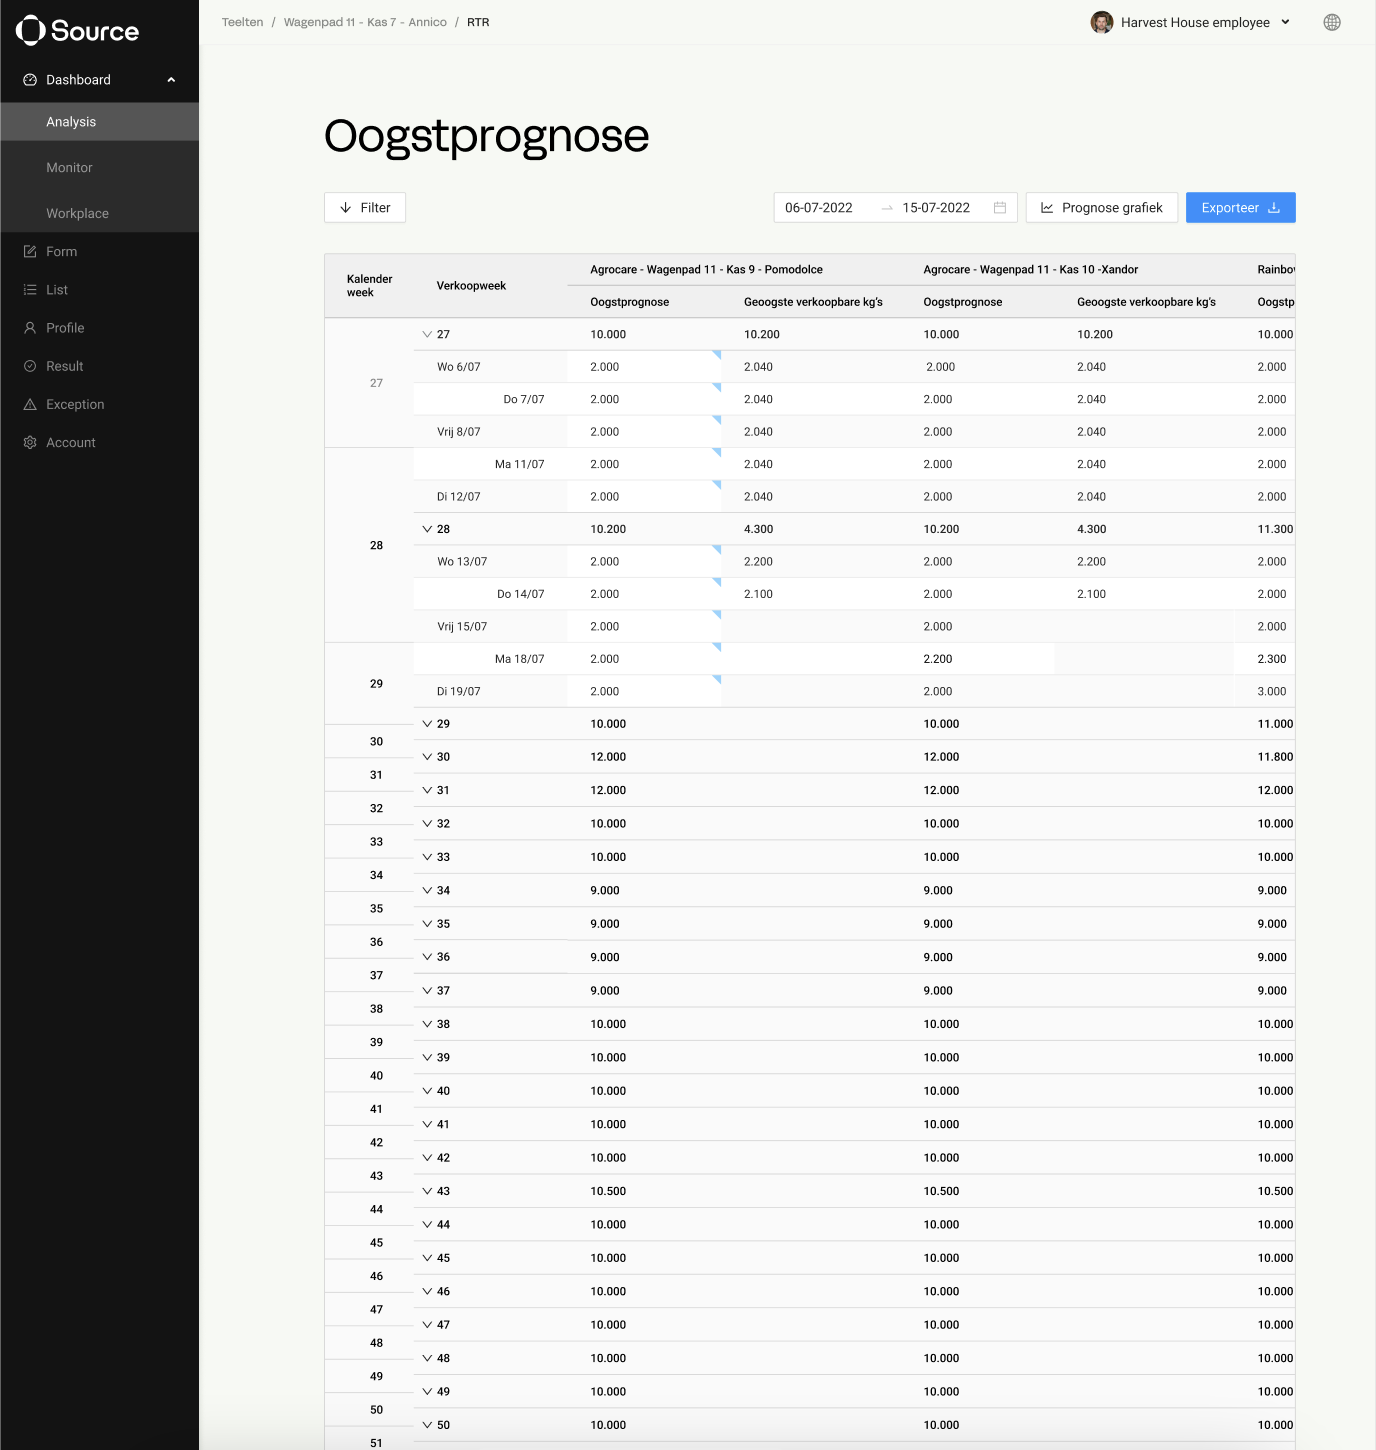 Source
Teelten / Wagenpad 11 - Kas 7 - Annico / RTR
Harvest House employee
Dashboard
Analysis
Monitor
Workplace
Form
List
Profile
Result
Exception
Account
Oogstprognose
Filter
06-07-2022 → 15-07-2022
Prognose grafiek
Exporteer
Kalender week
Verkoopweek
Agrocare - Wagenpad 11 - Kas 9 - Pomodolce
Agrocare - Wagenpad 11 - Kas 10 -Xandor
Rainbow
Oogstprognose Geoogste verkoopbare kg's Oogstprognose Geoogste verkoopbare kg's Oogstp
27 10.000 10.200 10.000 10.200 10.000
Wo 6/07 2.000 2.040 2.000 2.040 2.000
27
Do 7/07 2.000 2.040 2.000 2.040 2.000
Vrij 8/07 2.000 2.040 2.000 2.040 2.000
Ma 11/07 2.000 2.040 2.000 2.040 2.000
Di 12/07 2.000 2.040 2.000 2.040 2.000
28 10.200 4.300 10.200 4.300 11.300
28
Wo 13/07 2.000 2.200 2.000 2.200 2.000
Do 14/07 2.000 2.100 2.000 2.100 2.000
Vrij 15/07 2.000 2.000 2.000
Ma 18/07 2.000 2.200 2.300
29
Di 19/07 2.000 2.000 3.000
29 10.000 10.000 11.000
30
30 12.000 12.000 11.800
31
31 12.000 12.000 12.000
32
32 10.000 10.000 10.000
33
33 10.000 10.000 10.000
34
34 9.000 9.000 9.000
35
35 9.000 9.000 9.000
36
36 9.000 9.000 9.000
37
37 9.000 9.000 9.000
38
38 10.000 10.000 10.000
39
39 10.000 10.000 10.000
40
40 10.000 10.000 10.000
41
41 10.000 10.000 10.000
42
42 10.000 10.000 10.000
43
43 10.500 10.500 10.500
44
44 10.000 10.000 10.000
45
45 10.000 10.000 10.000
46
46 10.000 10.000 10.000
47
47 10.000 10.000 10.000
48
48 10.000 10.000 10.000
49
49 10.000 10.000 10.000
50
50 10.000 10.000 10.000
51